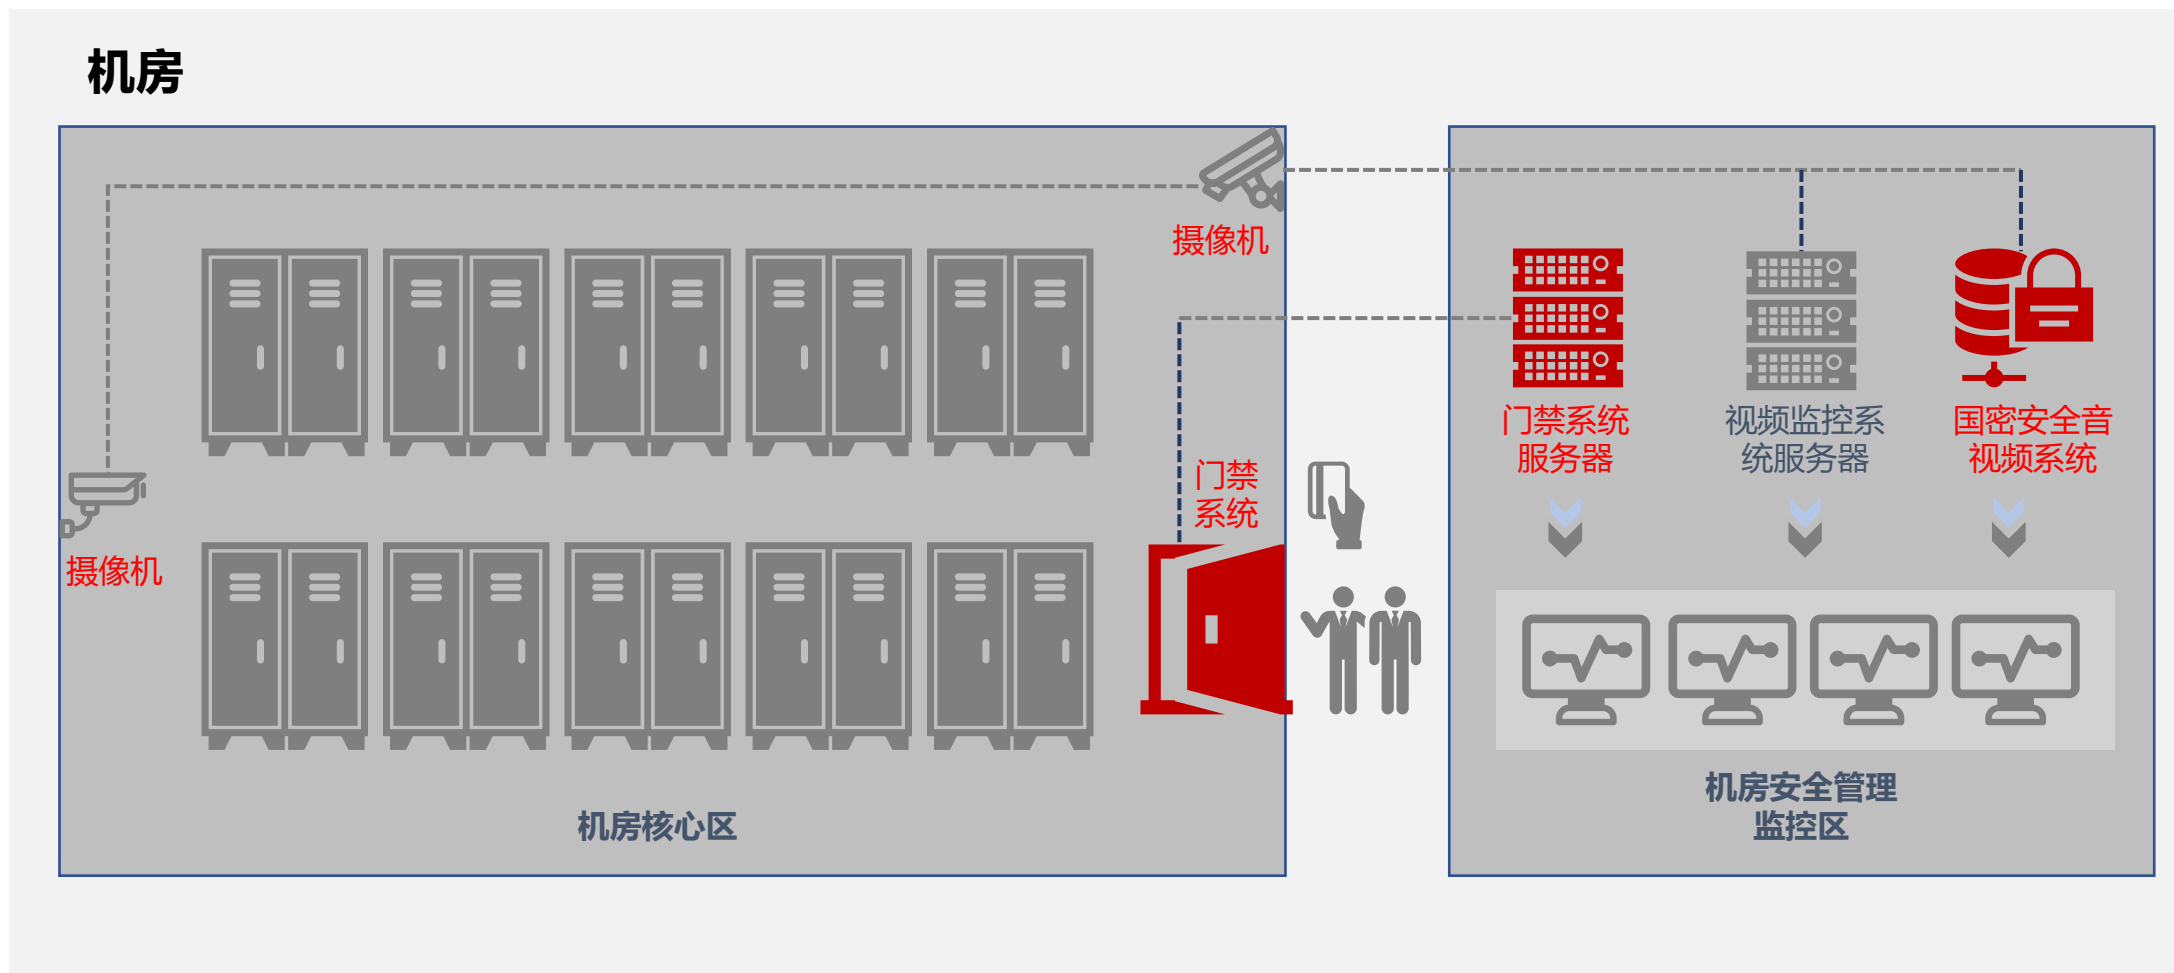 机房
摄像机
摄像机
门禁
系统
机房核心区
门禁系统
服务器
视频监控系
统服务器
国密安全音
视频系统
机房安全管理
监控区